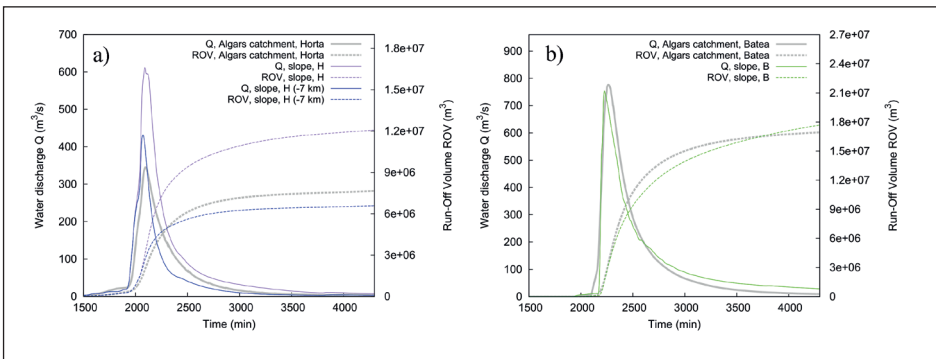 a)
Q, Algars catchment, Horta
ROV, Algars catchment, Horta
Q, slope, H
ROV, slope, H
Q, slope, H (-7 km)
ROV, slope, H (-7 km)
Water discharge Q (m³/s)
700
600
500
400
300
200
100
0
1500 2000 2500 3000 3500 4000
Time (min)
1.8e+07
1.5e+07
1.2e+07
9e+06
6e+06
3e+06
0
Run-Off Volume ROV (m³)
b)
Q, Algars catchment, Batea
ROV, Algars catchment, Batea
Q, slope, B
ROV, slope, B
Water discharge Q (m³/s)
900
800
700
600
500
400
300
200
100
0
1500 2000 2500 3000 3500 4000
Time (min)
2.7e+07
2.4e+07
2.1e+07
1.8e+07
1.5e+07
1.2e+07
9e+06
6e+06
3e+06
0
Run-Off Volume ROV (m³)